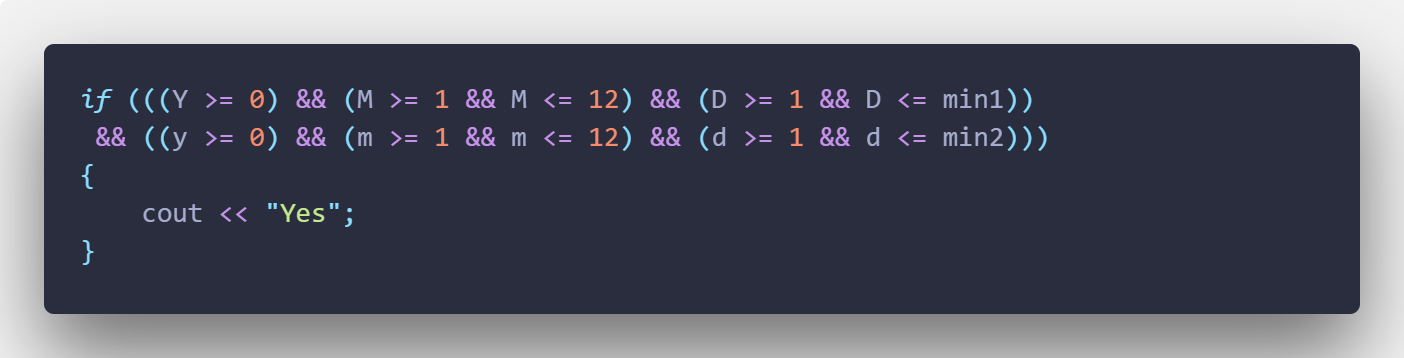 if (((Y >= 0) && (M >= 1 && M <= 12) && (D >= 1 && D <= min1))
 && ((y >= 0) && (m >= 1 && m <= 12) && (d >= 1 && d <= min2)))
{
    cout << "Yes";
}